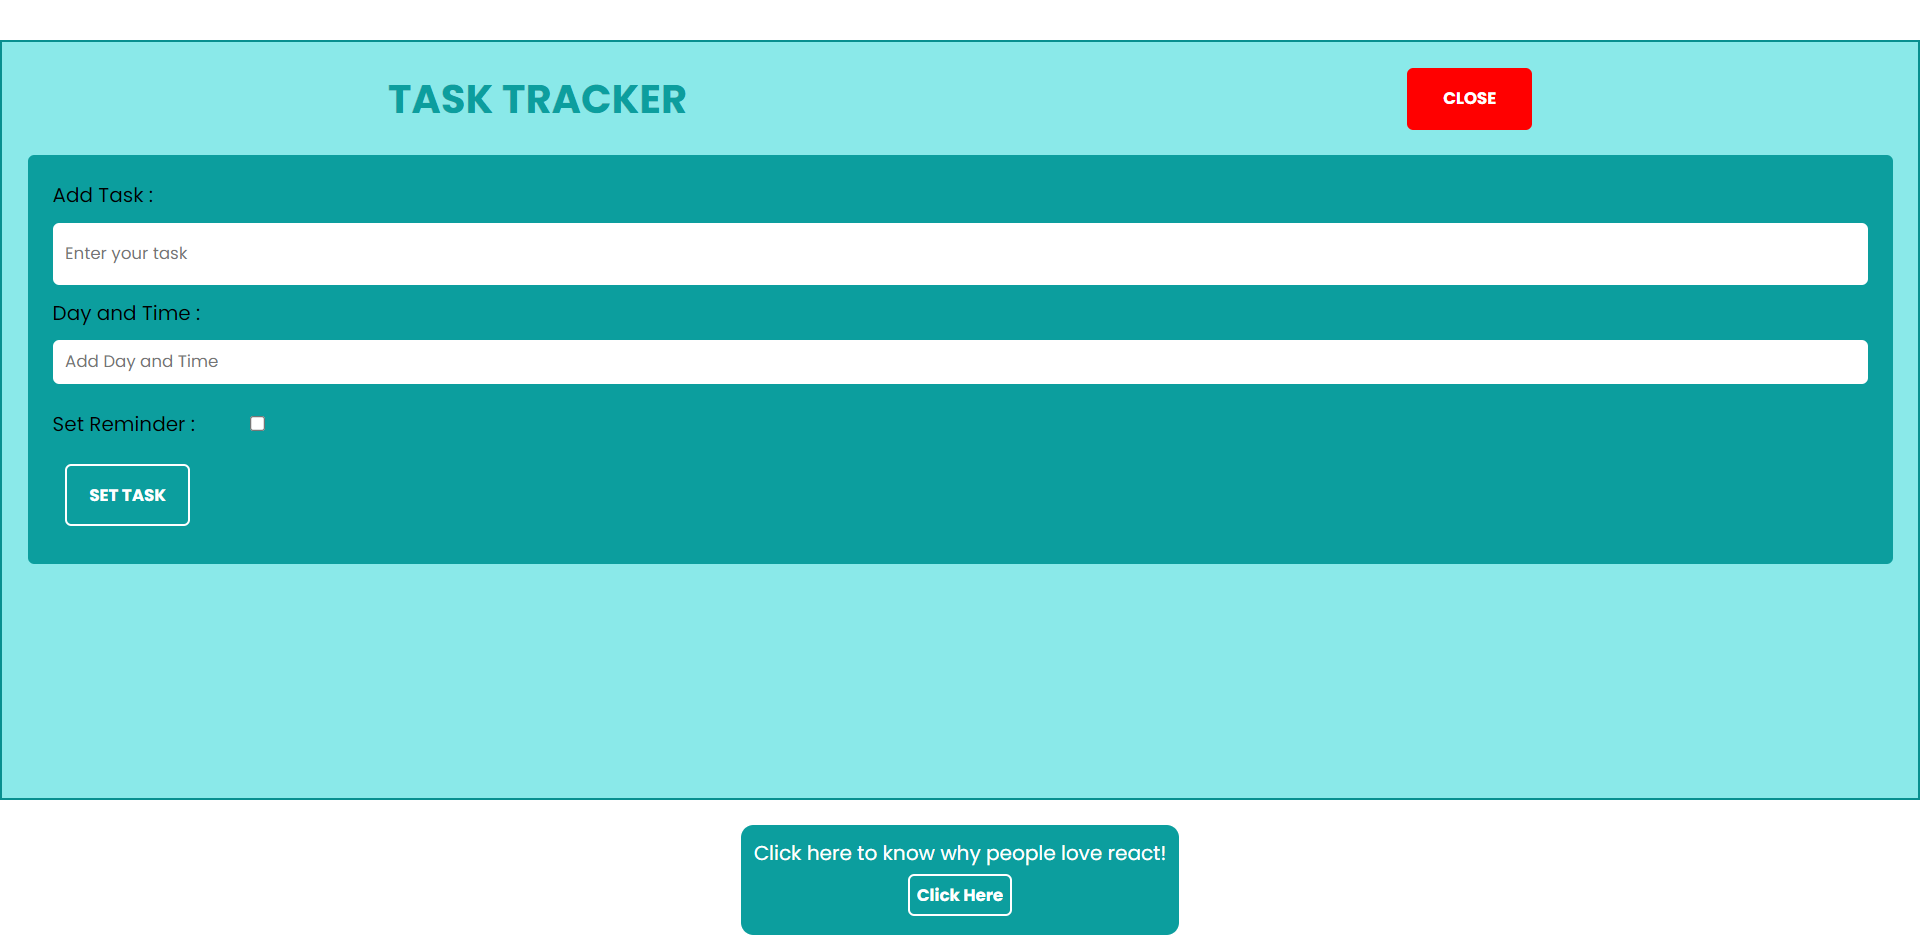 TASK TRACKER
CLOSE
Add Task :
Enter your task
Day and Time :
Add Day and Time
Set Reminder :
SET TASK
Click here to know why people love react!
Click Here